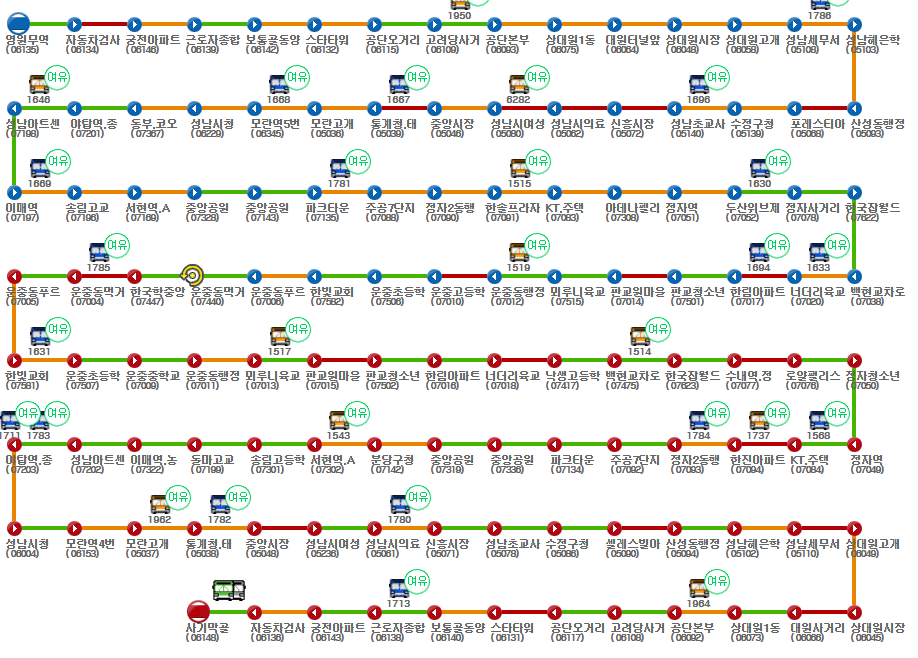 1950 1786
영원무역 자동차검사 궁전아파트 근로자종합 보통골동양 스타타워 공단오거리 고려당사거 공단본부 상대원1동 대원터널앞 상대원시장 상대원고개 성남세무서 성남혜은학
(06135) (06134) (06146) (06139) (06142) (06132) (06115) (06109) (06093) (06075) (06064) (06048) (06058) (05108) (05103)
여유 여유 여유 여유 여유
1646 1668 1667 6282 1696
성남아트센 야탑역.종 동부.코오 성남시청 모란역5번 모란고개 통계청.태 중앙시장 성남시여성 성남시의료 신흥시장 성남초교사 수정구청 포레스티아 산성동행정
(07198) (07201) (07367) (06229) (06345) (05036) (05039) (05046) (05080) (05062) (05072) (05140) (05139) (05068) (05093)
여유 여유 여유 여유
1669 1781 1515 1630
이매역 송림고교 서현역.A 중앙공원 중앙공원 파크타운 주공7단지 정자2동행 한솔프라자 KT.주택 아데나팰리 정자역 두산위브제 정자사거리 한국잡월드
(07197) (07196) (07169) (07328) (07143) (07135) (07088) (07090) (07091) (07083) (07308) (07051) (07052) (07078) (07622)
여유 여유 여유 여유
1785 1519 1694 1633
운중동푸르 운중동먹거 한국학중앙 운중동먹거 운중동푸르 한빛교회 운중초등학 운중고등학 운중동행정 뫼루니육교 판교원마을 판교청소년 한림아파트 너더리육교 백현교차로
(07005) (07004) (07447) (07440) (07006) (07582) (07506) (07010) (07012) (07515) (07014) (07501) (07017) (07020) (07038)
여유 여유 여유
1631 1517 1514
한빛교회 운중초등학 운중중학교 운중동행정 뫼루니육교 판교원마을 판교청소년 한림아파트 너더리육교 낙생고등학 백현교차로 한국잡월드 수내역.정 로얄팰리스 정자청소년
(07581) (07507) (07009) (07011) (07013) (07015) (07502) (07016) (07018) (07417) (07475) (07623) (07077) (07076) (07050)
여유 여유 여유 여유 여유 여유
1711 1783 1543 1784 1737 1568
야탑역.종 성남아트센 이매역.농 돌마고교 송림고등학 서현역.A 분당구청 중앙공원 중앙공원 파크타운 주공7단지 정자2동행 한진아파트 KT.주택 정자역
(07203) (07202) (07322) (07199) (07301) (07302) (07142) (07319) (07336) (07134) (07092) (07093) (07094) (07084) (07049)
여유 여유 여유
1962 1782 1780
성남시청 모란역4번 모란고개 통계청.태 중앙시장 성남시여성 성남시의료 신흥시장 성남초교사 수정구청 셀레스빌아 산성동행정 성남혜은학 성남세무서 상대원고개
(06004) (06153) (05037) (05038) (05048) (05236) (05061) (05071) (05078) (05086) (05090) (05094) (05102) (05110) (06049)
여유 여유
1713 1964
사기막골 자동차검사 궁전아파트 근로자종합 보통골동양 스타타워 공단오거리 고려당사거 공단본부 상대원1동 대원사거리 상대원시장
(06148) (06136) (06143) (06138) (06140) (06131) (06117) (06108) (06092) (06073) (06066) (06045)